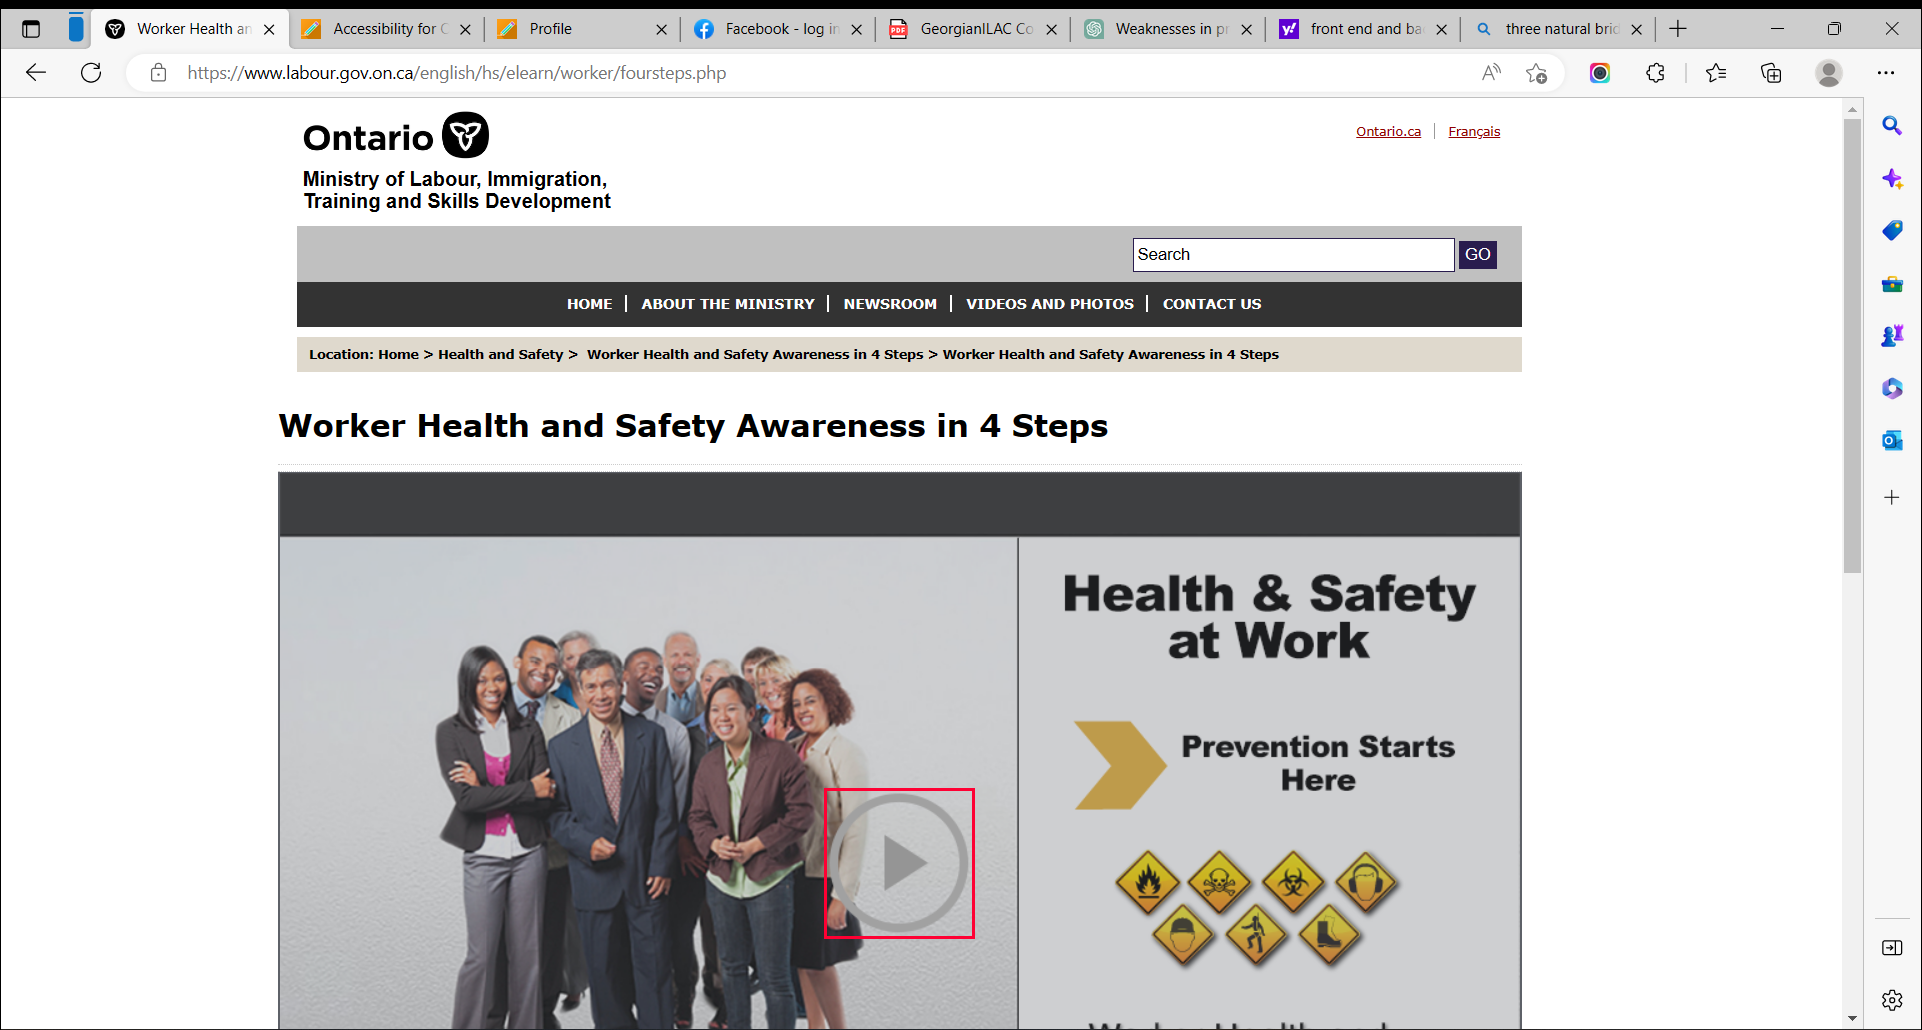 Worker Health an
Accessibility for C
Profile
Facebook - log in
GeorgianILAC Co
Weaknesses in pr
front end and bac
three natural brid
https://www.labour.gov.on.ca/english/hs/elearn/worker/foursteps.php
Ontario
Ontario.ca
Français
Ministry of Labour, Immigration,
Training and Skills Development
Search
GO
HOME
ABOUT THE MINISTRY
NEWSROOM
VIDEOS AND PHOTOS
CONTACT US
Location: Home > Health and Safety > Worker Health and Safety Awareness in 4 Steps > Worker Health and Safety Awareness in 4 Steps
Worker Health and Safety Awareness in 4 Steps
Health & Safety
at Work
Prevention Starts
Here